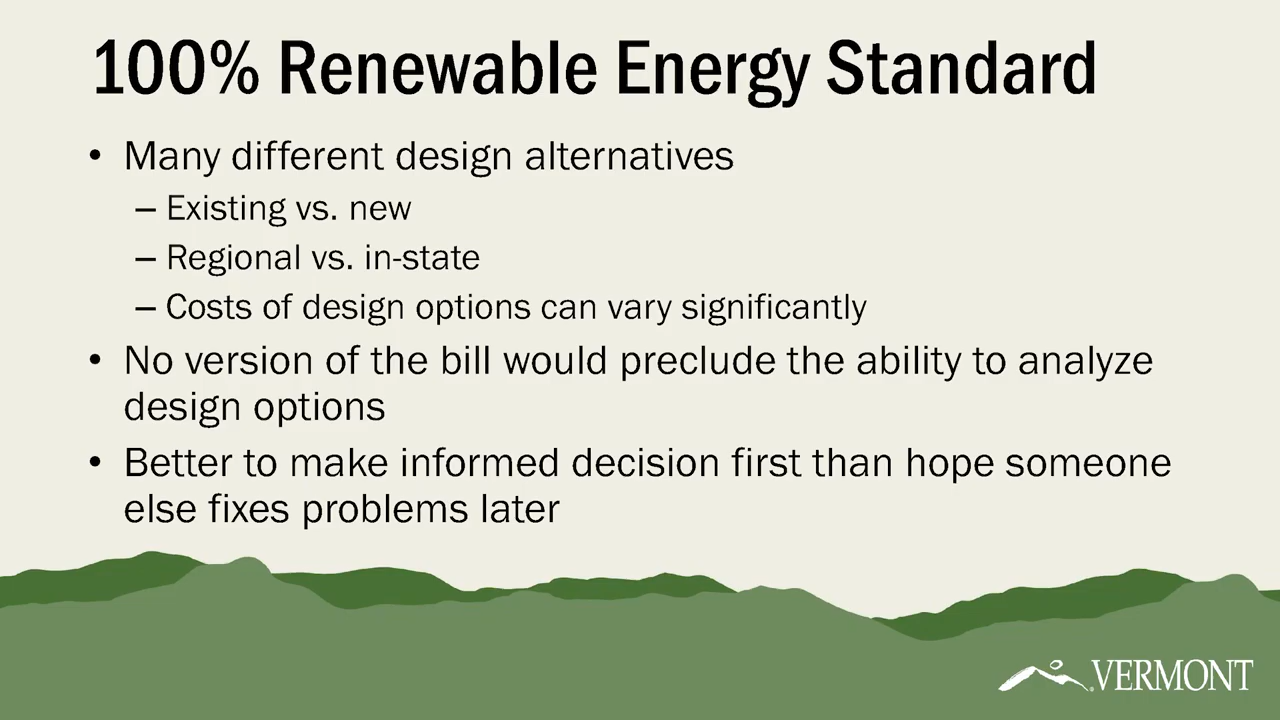 100% Renewable Energy Standard
• Many different design alternatives
– Existing vs. new
– Regional vs. in-state
– Costs of design options can vary significantly
• No version of the bill would preclude the ability to analyze
design options
• Better to make informed decision first than hope someone
else fixes problems later
VERMONT